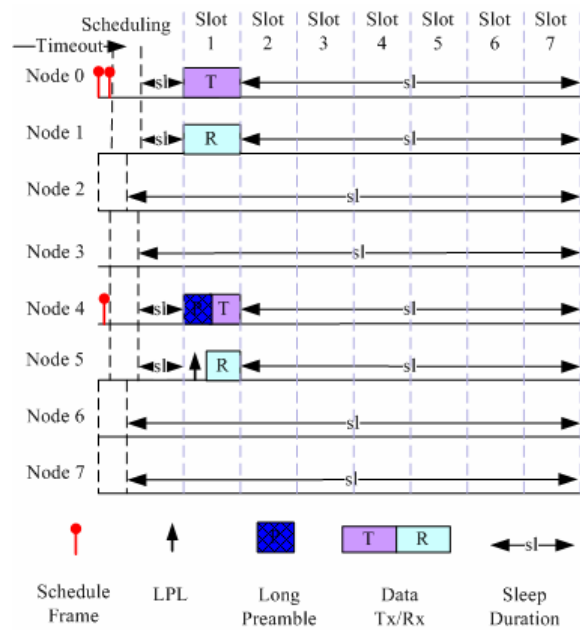 Scheduling
Slot 1
Slot 2
Slot 3
Slot 4
Slot 5
Slot 6
Slot 7
Timeout
Node 0
sl
T
sl
Node 1
sl
R
sl
Node 2
sl
Node 3
sl
Node 4
sl
P
T
sl
Node 5
sl
R
sl
Node 6
sl
Node 7
sl
P
T
R
sl
Schedule
Frame
LPL
Long
Preamble
Data
Tx/Rx
Sleep
Duration